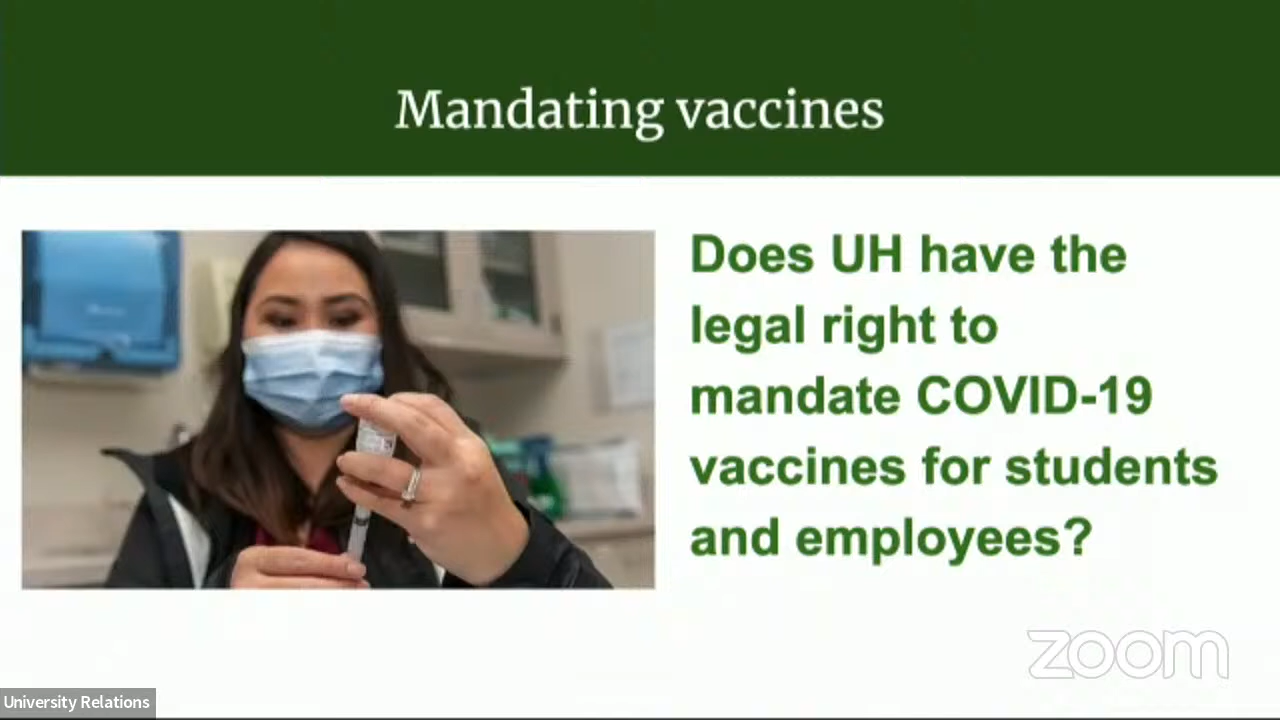 Mandating vaccines
Does UH have the
legal right to
mandate COVID-19
vaccines for students
and employees?
zoom
University Relations